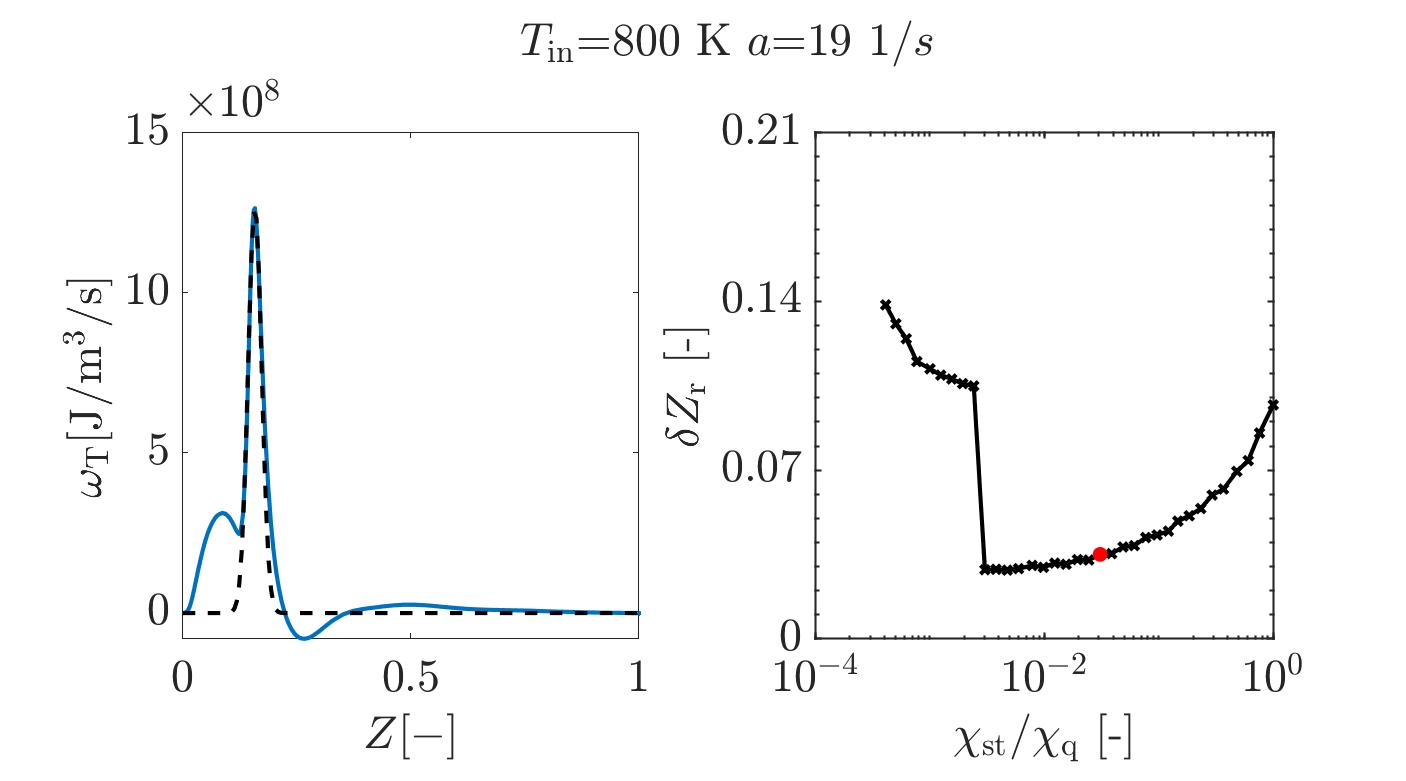 T_in=800 K a=19 1/s
×10^8
15
10
5
0
ω_T[J/m^3/s]
0 0.5 1
Z[−]
0.21
0.14
0.07
0
δZ_r [-]
10^−4 10^−2 10^0
χ_st/χ_q [-]